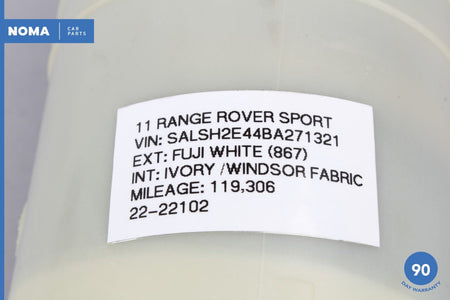 NOMA CAR
PARTS
11 RANGE ROVER SPORT
VIN: SALSH2E44BA271321
EXT: FUJI WHITE (867)
INT: IVORY /WINDSOR FABRIC
MILEAGE: 119,306
22-22102
90
DAY WARRANTY